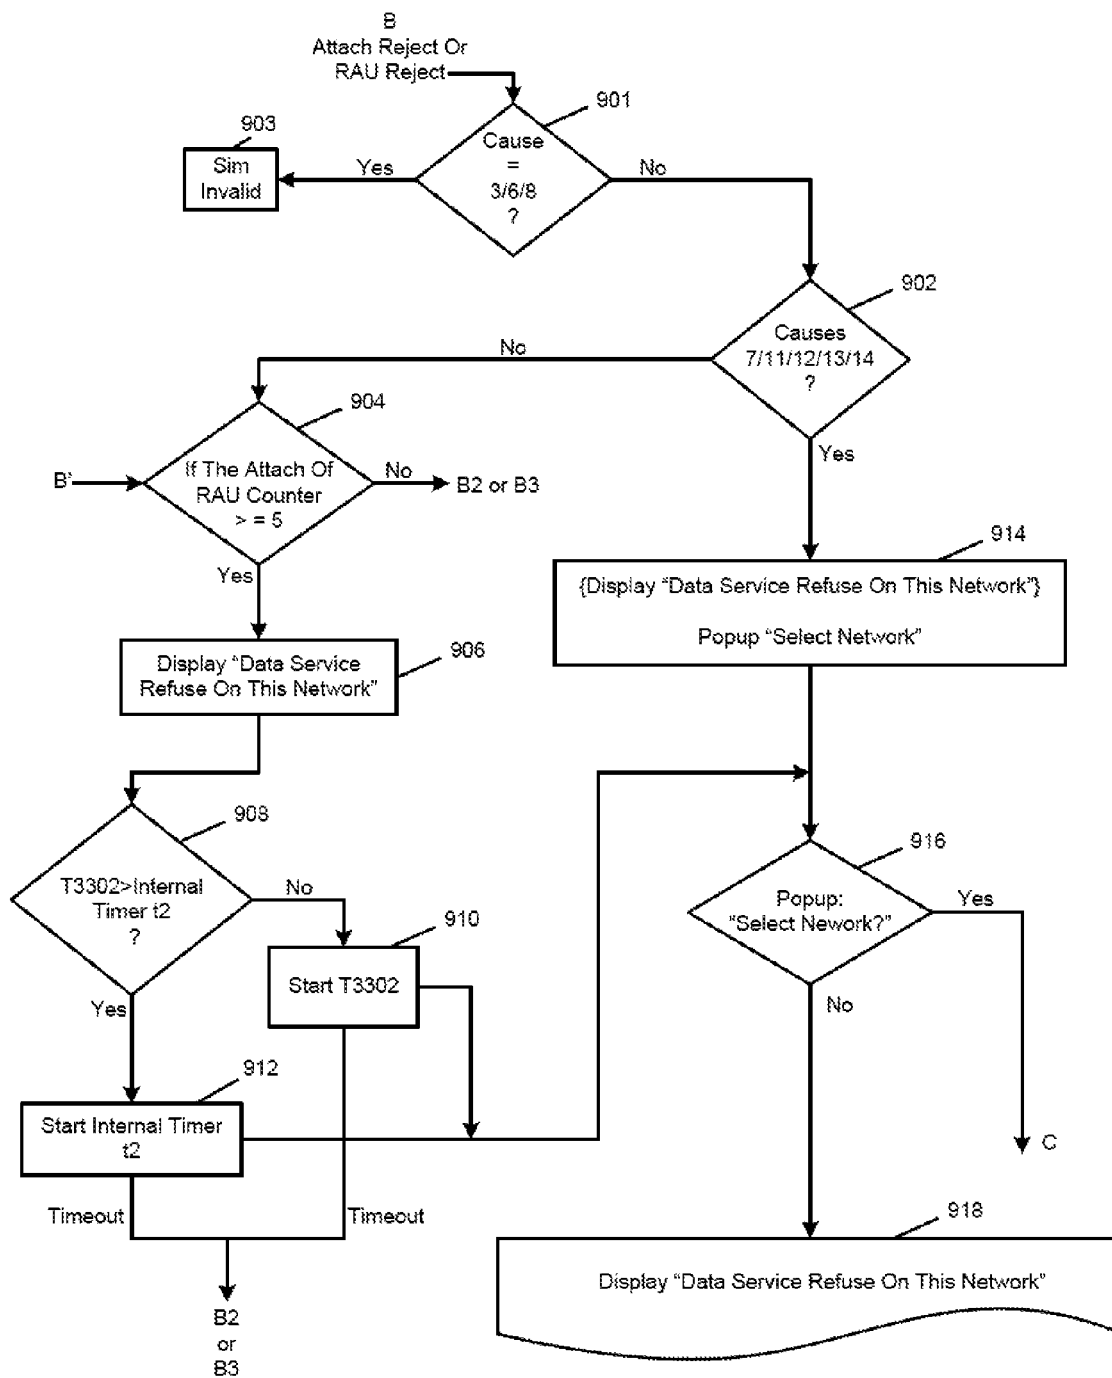 B
Attach Reject Or
RAU Reject
901
Cause
=
3/6/8
?
903
Sim
Invalid
Yes
No
902
Causes
7/11/12/13/14
?
No
Yes
904
B'
If The Attach Of
RAU Counter
> = 5
No
B2 or B3
Yes
914
{Display “Data Service Refuse On This Network”}
Popup “Select Network”
906
Display “Data Service
Refuse On This Network”
908
T3302>Internal
Timer t2
?
No
Yes
910
Start T3302
916
Popup:
“Select Nework?”
Yes
No
C
912
Start Internal Timer
t2
Timeout
Timeout
B2
or
B3
918
Display “Data Service Refuse On This Network”